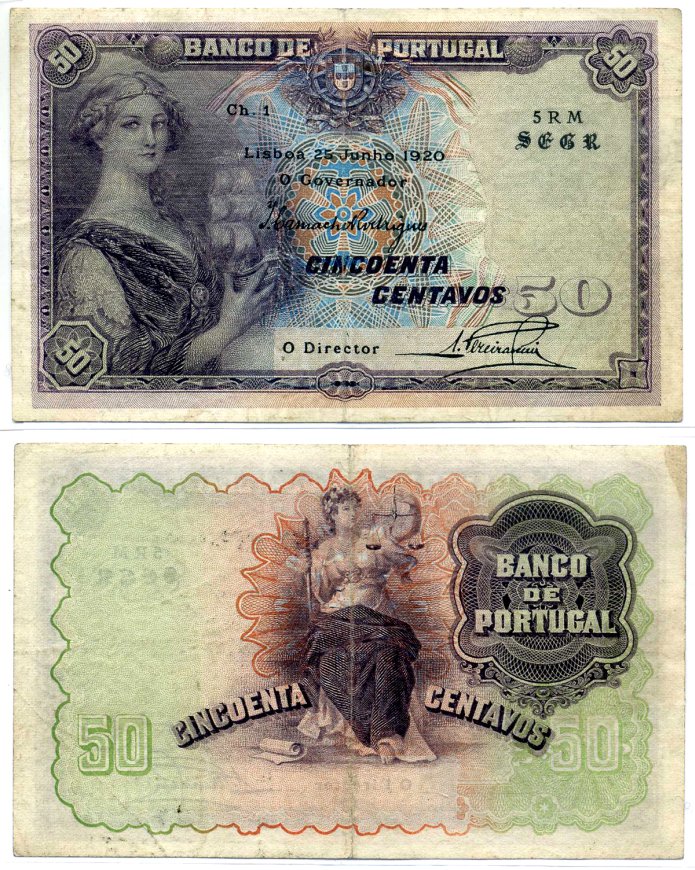 50 BANCO DE PORTUGAL 50
Ch. 1
5 R M
SEGR
Lisboa 25 Junho 1920
O Governador
CINCOENTA
CENTAVOS 50
50
O Director
BANCO
DE
PORTUGAL
CINCOENTA CENTAVOS
50 50